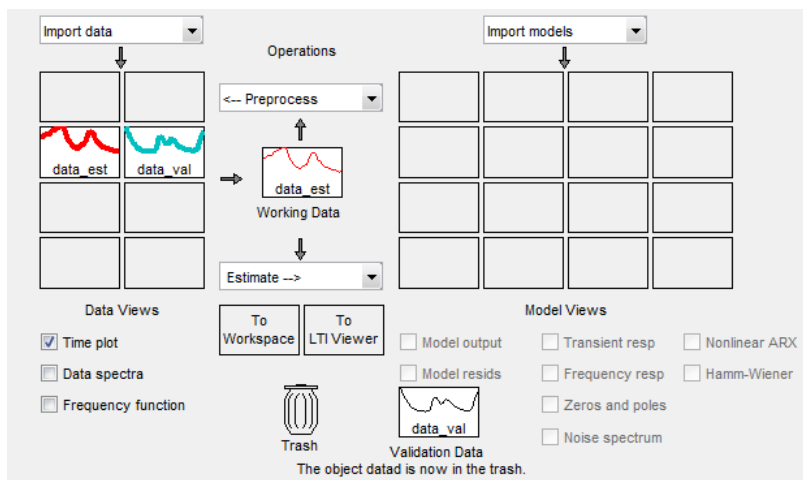 Import data
Import models
Operations
<-- Preprocess
data_est
data_val
data_est
Working Data
Estimate -->
Data Views
Model Views
To
Workspace
To
LTI Viewer
Time plot
Model output
Transient resp
Nonlinear ARX
Data spectra
Model resids
Frequency resp
Hamm-Wiener
Frequency function
Zeros and poles
data_val
Noise spectrum
Trash
Validation Data
The object datad is now in the trash.